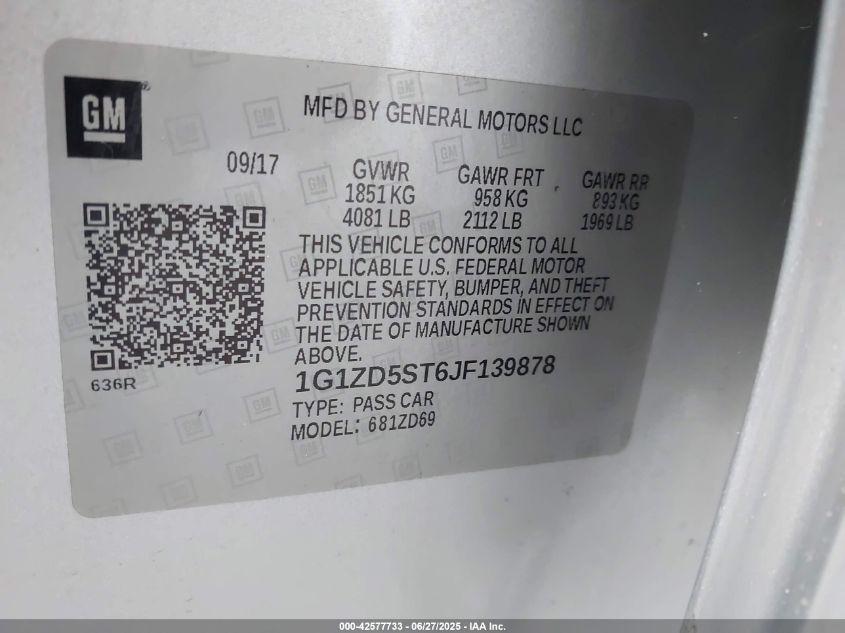 GM
MFD BY GENERAL MOTORS LLC
09/17
GVWR GAWR FRT GAWR RR
1851 KG 958 KG 893 KG
4081 LB 2112 LB 1969 LB
THIS VEHICLE CONFORMS TO ALL
APPLICABLE U.S. FEDERAL MOTOR
VEHICLE SAFETY, BUMPER, AND THEFT
PREVENTION STANDARDS IN EFFECT ON
THE DATE OF MANUFACTURE SHOWN
ABOVE.
636R
1G1ZD5ST6JF139878
TYPE: PASS CAR
MODEL: 681ZD69
000-42577733 - 06/27/2025 - IAA Inc.